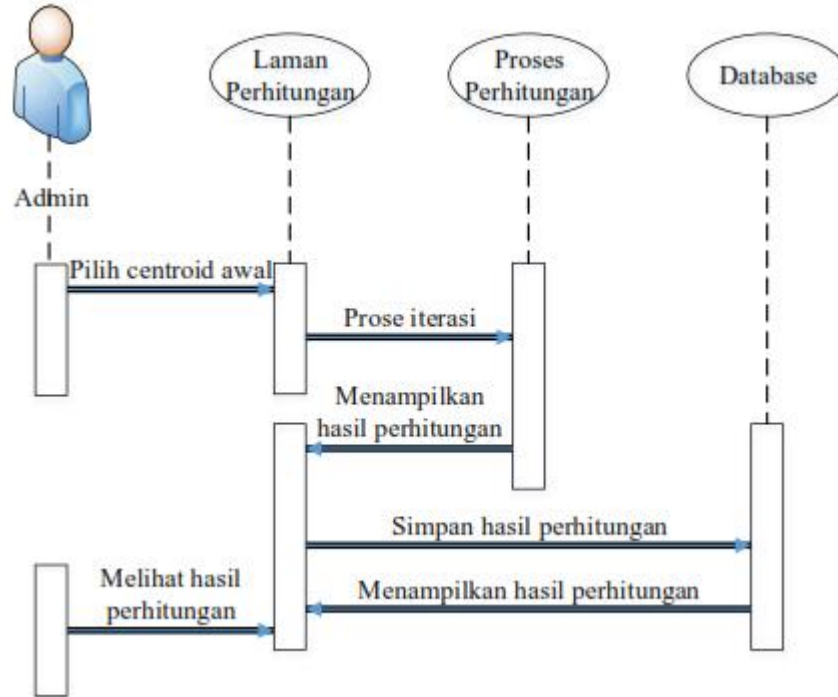 Laman
Perhitungan
Proses
Perhitungan
Database
Admin
Pilih centroid awal
Prose iterasi
Menampilkan
hasil perhitungan
Simpan hasil perhitungan
Melihat hasil
perhitungan
Menampilkan hasil perhitungan